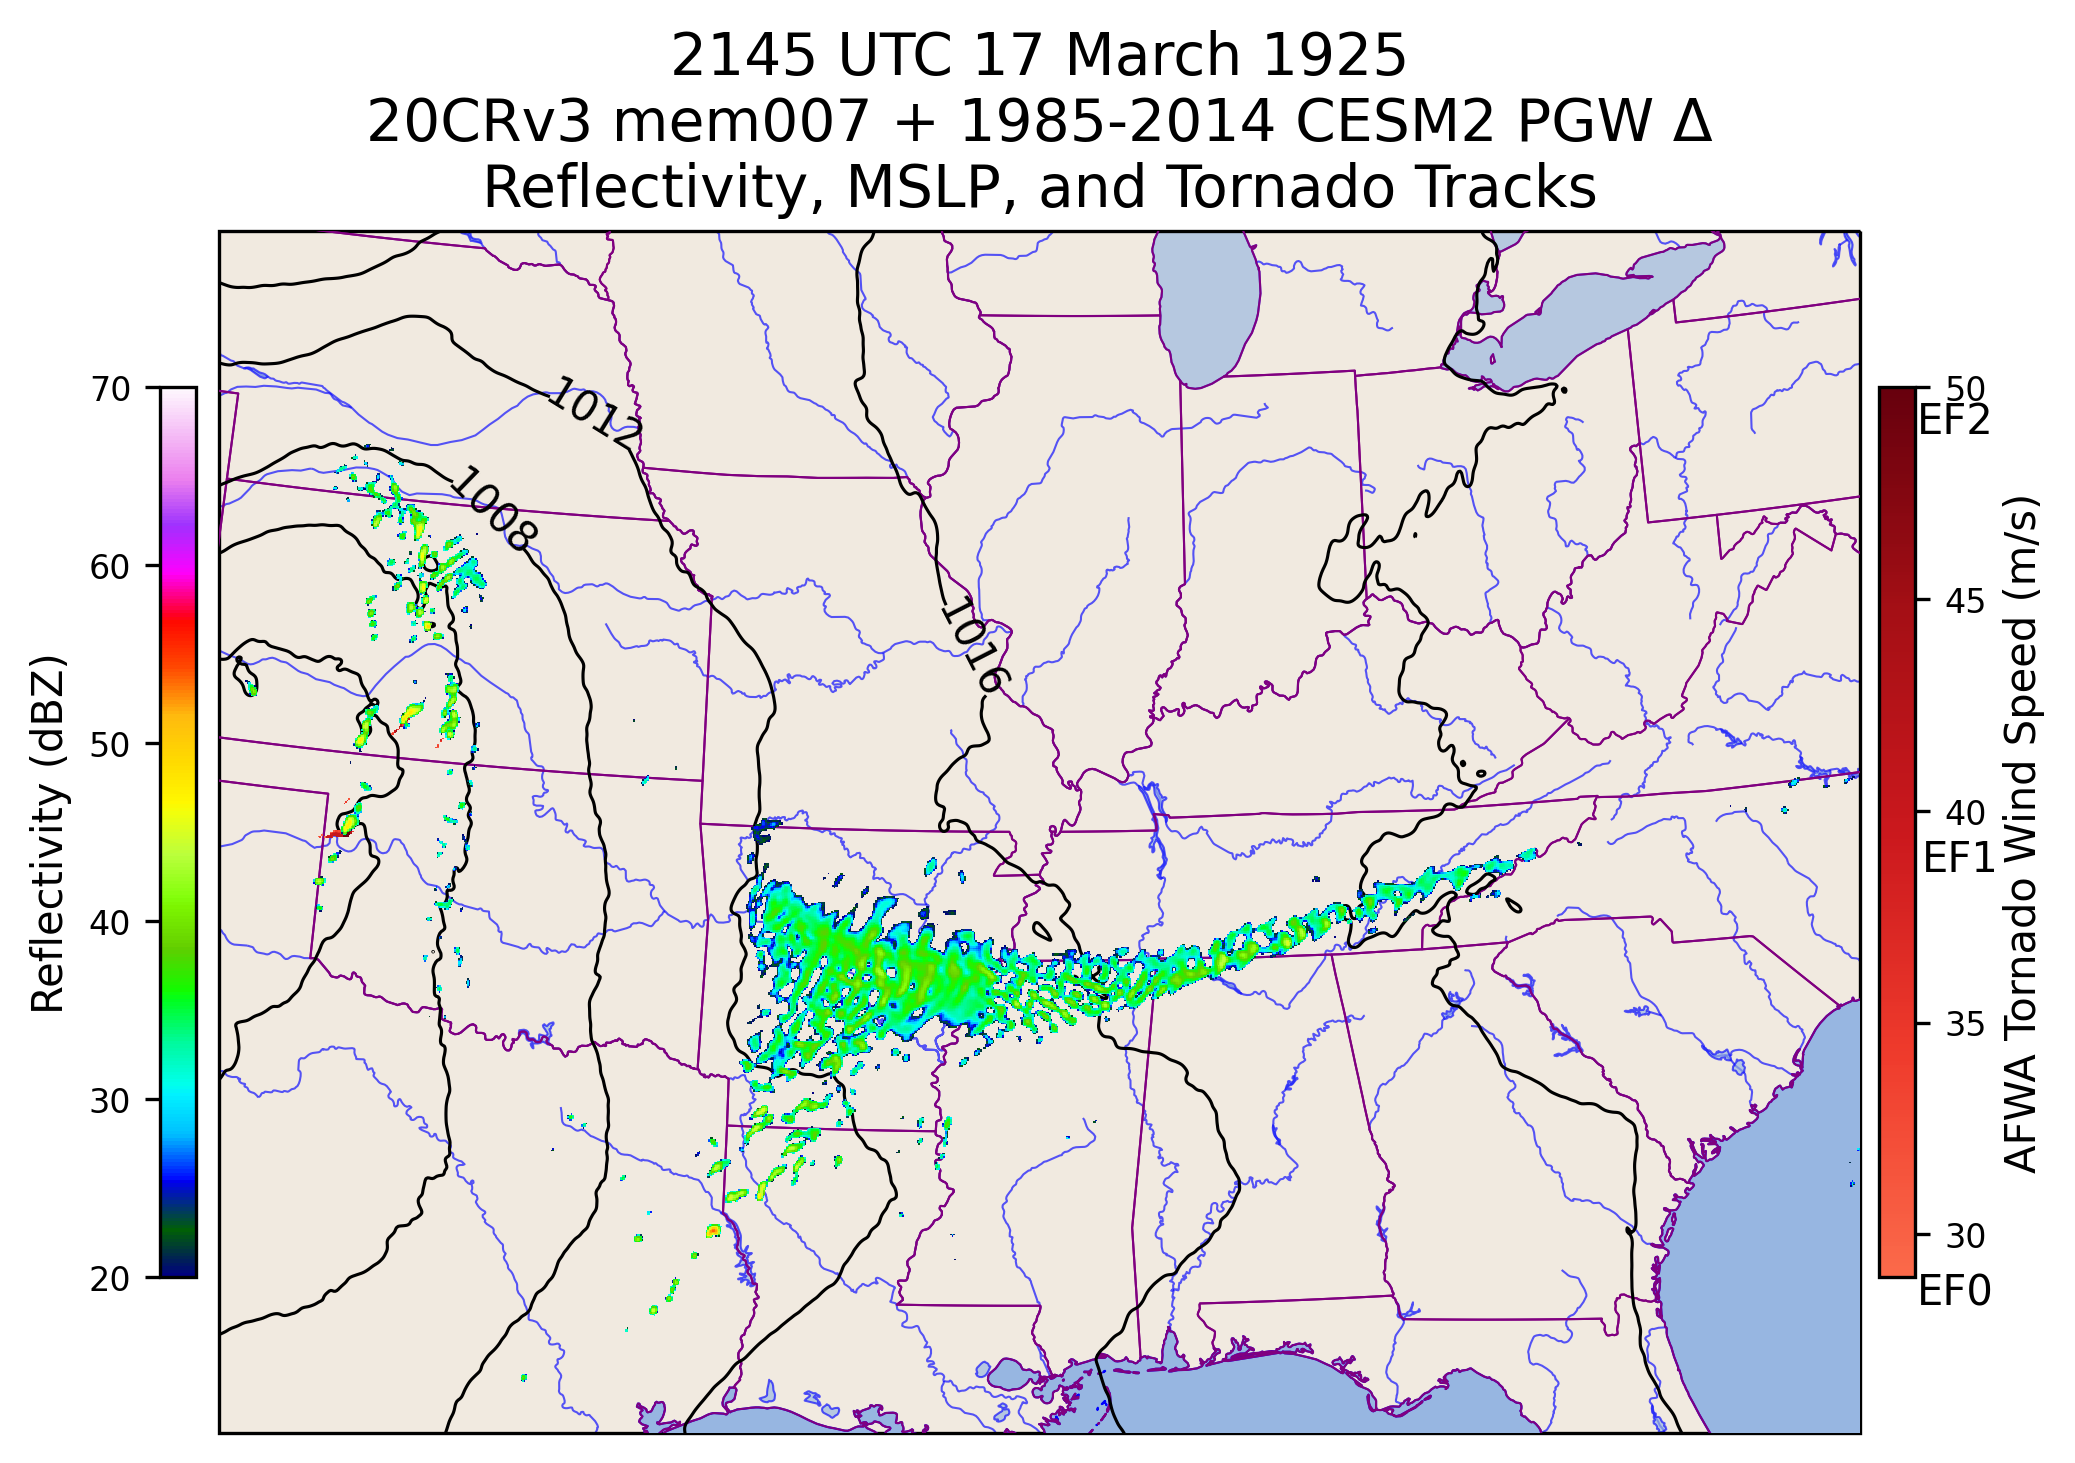 2145 UTC 17 March 1925
20CRv3 mem007 + 1985-2014 CESM2 PGW Δ
Reflectivity, MSLP, and Tornado Tracks
1012
1008
1016
70
60
50
40
30
20
Reflectivity (dBZ)
50
EF2
45
40
EF1
35
30
EF0
AFWA Tornado Wind Speed (m/s)